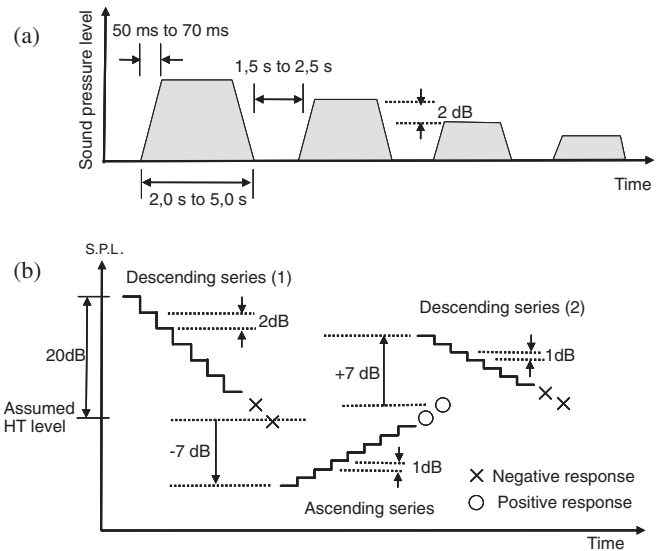 (a)
50 ms to 70 ms
1,5 s to 2,5 s
2 dB
Sound pressure level
2,0 s to 5,0 s
Time
(b)
S.P.L.
Descending series (1)
2dB
20dB
Assumed
HT level
-7 dB
Descending series (2)
1dB
+7 dB
1dB
Ascending series
Negative response
Positive response
Time